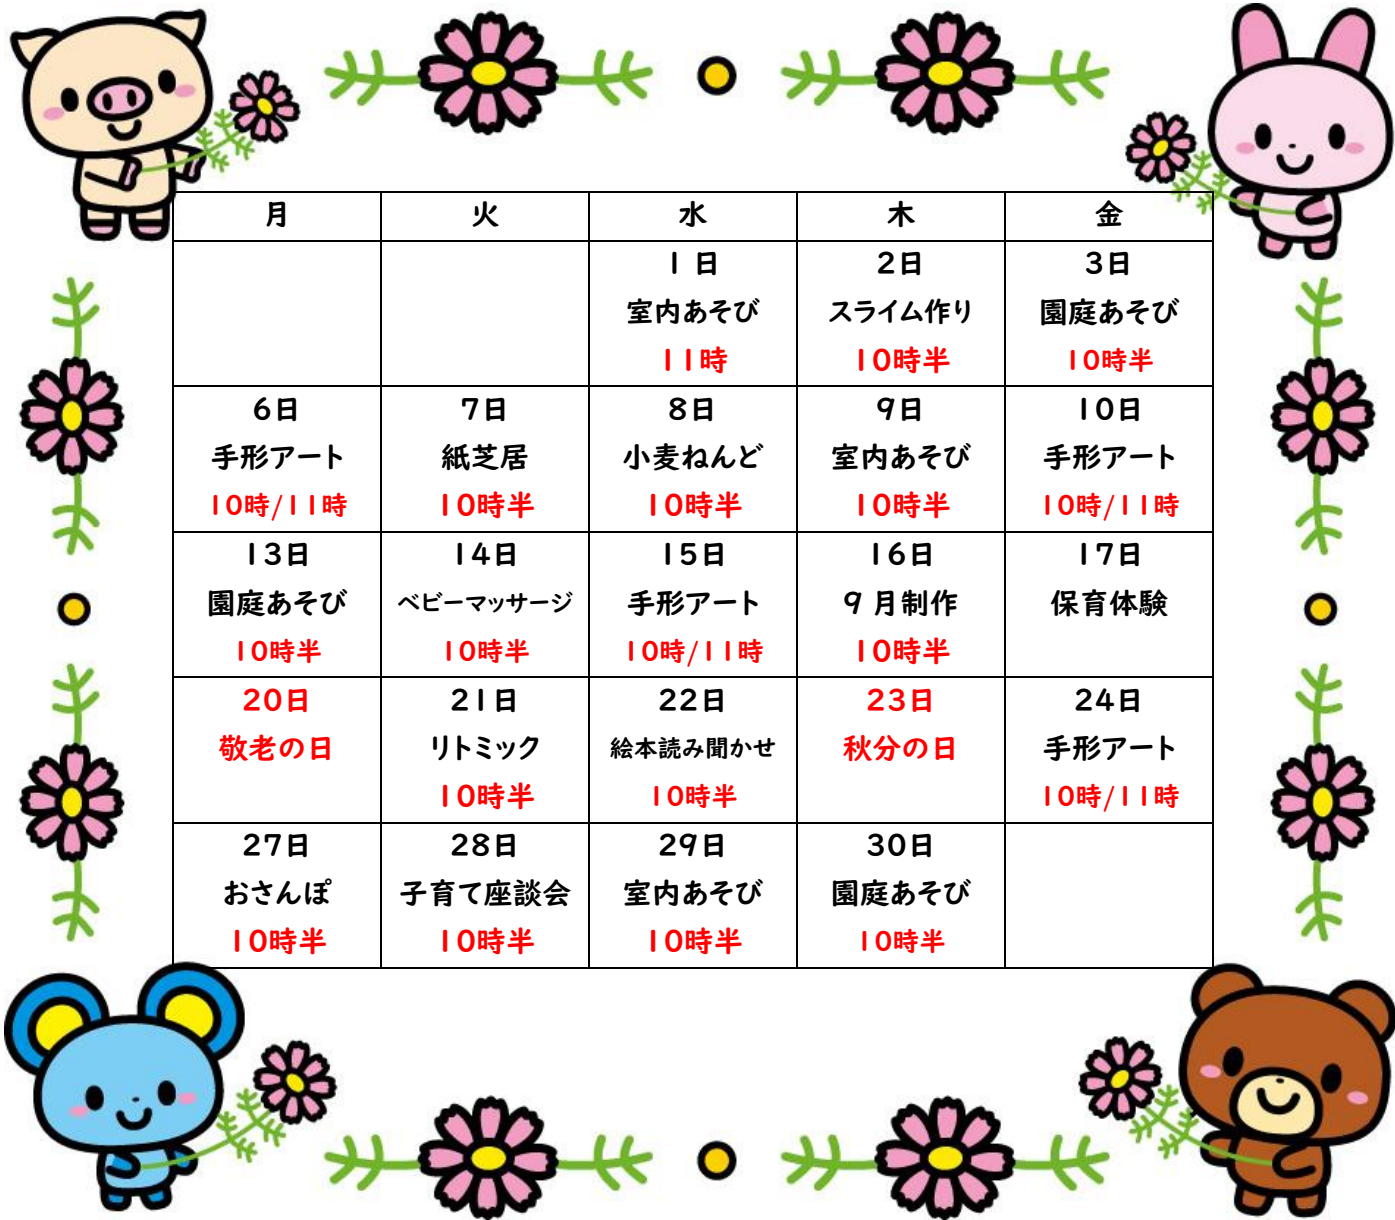 月 火 水 木 金
1日 2日 3日
室内あそび スライム作り 園庭あそび
11時 10時半 10時半
6日 7日 8日 9日 10日
手形アート 紙芝居 小麦ねんど 室内あそび 手形アート
10時/11時 10時半 10時半 10時半 10時/11時
13日 14日 15日 16日 17日
園庭あそび ベビーマッサージ 手形アート 9月制作 保育体験
10時半 10時半 10時/11時 10時半
20日 21日 22日 23日 24日
敬老の日 リトミック 絵本読み聞かせ 秋分の日 手形アート
10時半 10時半 10時/11時
27日 28日 29日 30日
おさんぽ 子育て座談会 室内あそび 園庭あそび
10時半 10時半 10時半 10時半